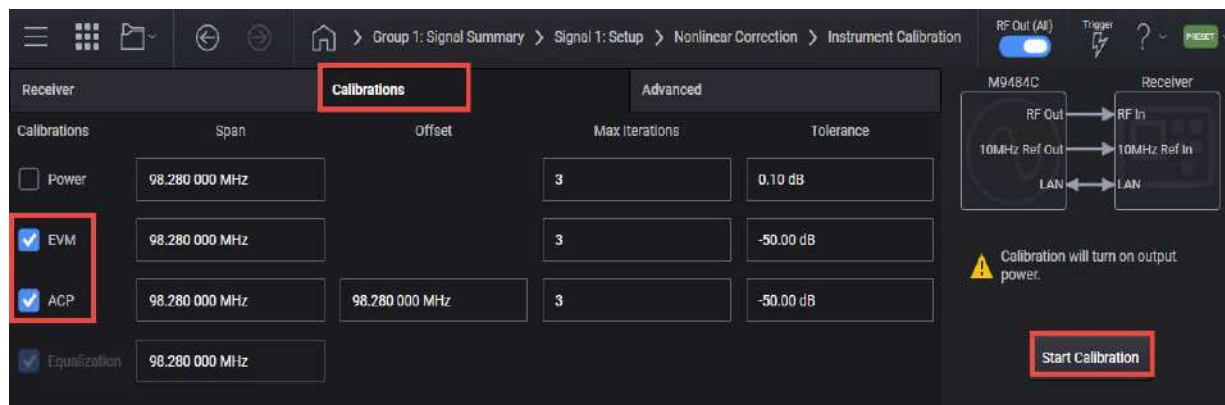 Group 1: Signal Summary > Signal 1: Setup > Nonlinear Correction > Instrument Calibration
RF Out (All)
Trigger
?
PRESET
Receiver
Calibrations
Advanced
Calibrations Span Offset Max Iterations Tolerance
Power 98.280 000 MHz 3 0.10 dB
EVM 98.280 000 MHz 3 -50.00 dB
ACP 98.280 000 MHz 98.280 000 MHz 3 -50.00 dB
Equalization 98.280 000 MHz
M9484C Receiver
RF Out RF In
10MHz Ref Out 10MHz Ref In
LAN LAN
Calibration will turn on output
power.
Start Calibration